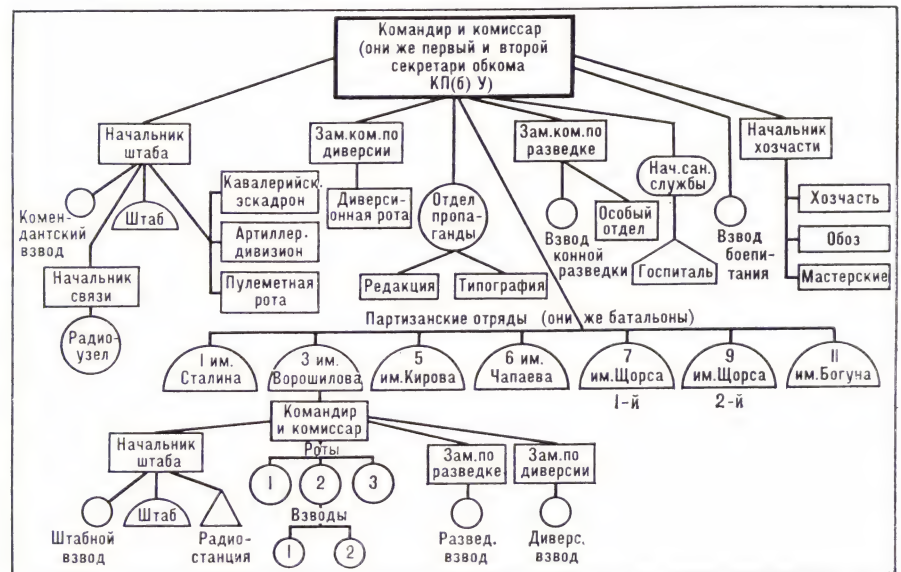 Командир и комиссар
(они же первый и второй
секретари обкома
КП(б) У)
Начальник
штаба
Зам.ком.по
диверсии
Зам.ком.по
разведке
Нач.сан.
службы
Начальник
хозчасти
Комен-
дантский
взвод
Штаб
Кавалерийск.
эскадрон
Артиллер.
дивизион
Пулеметная
рота
Начальник
связи
Радио-
узел
Диверси-
онная рота
Отдел
пропа-
ганды
Редакция
Типография
Взвод
конной
разведки
Особый
отдел
Госпиталь
Взвод
боепи-
тания
Хозчасть
Обоз
Мастерские
Партизанские отряды (они же батальоны)
I им.
Сталина
3 им.
Ворошилова
5
им.Кирова
6 им.
Чапаева
7
им.Щорса
1-й
9
им.Щорса
2-й
II
им.Богуна
Командир
и комиссар
Начальник
штаба
Роты
1 2 3
Взводы
1 2
Зам.по
разведке
Зам.по
диверсии
Штабной
взвод
Штаб
Радио-
станция
Развед.
взвод
Диверс.
взвод